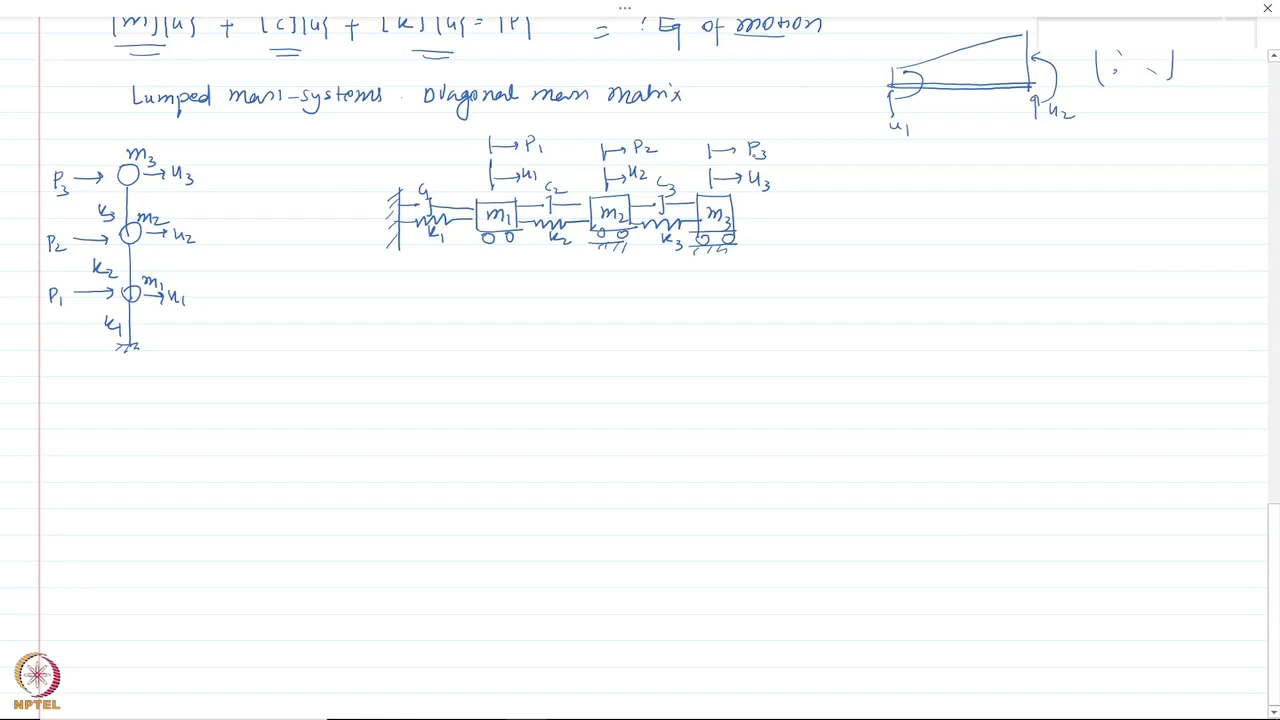 [m]{u} + [c]{u} + [k]{u} = {P} = ? Eq of motion
Lumped mass-systems. Diagonal mass matrix
u1
u2
m3
P3
u3
k3
m2
P2
u2
k2
m1
P1
u1
k1
P1
P2
P3
u1
u2
u3
C1
C2
C3
m1
m2
m3
k1
k2
k3
NPTEL